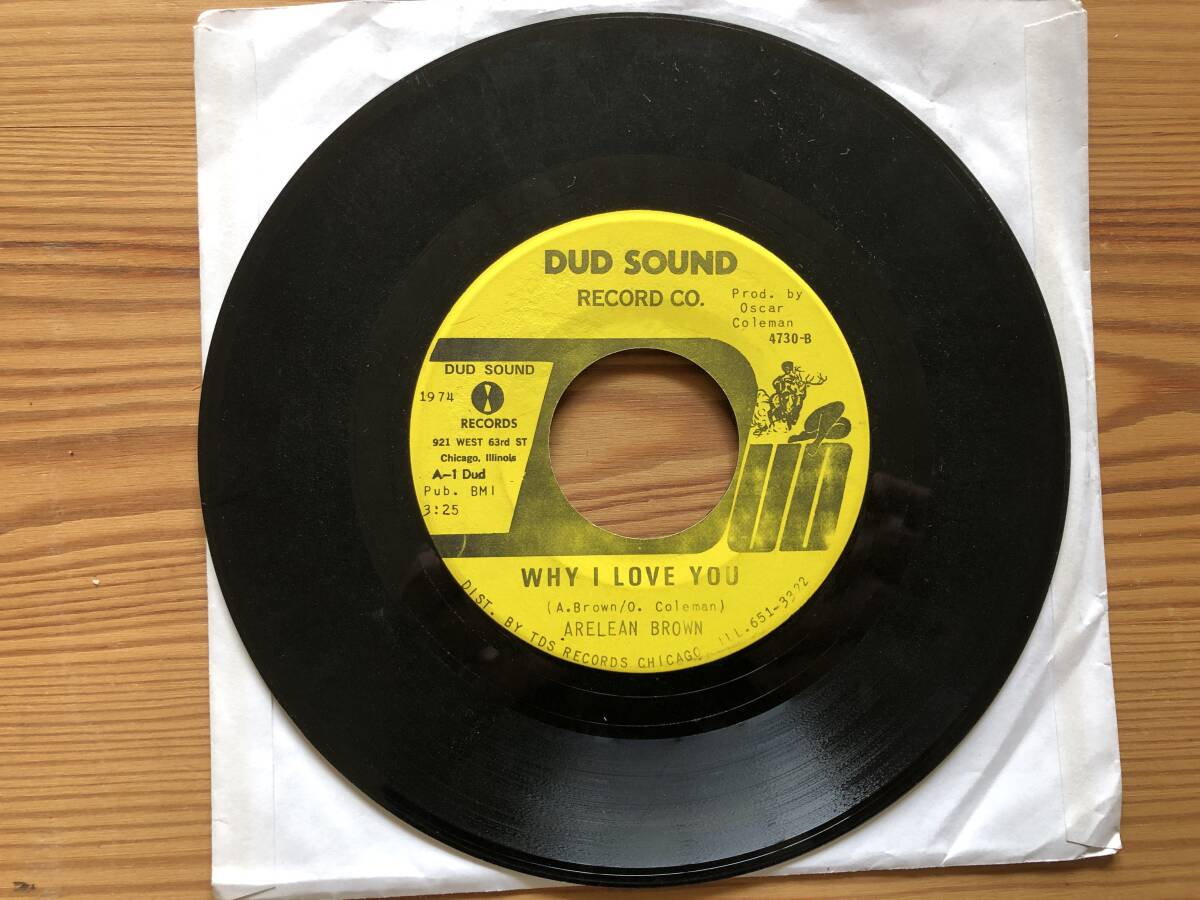 DUD SOUND
RECORD CO.
Prod. by
Oscar
Coleman
4730-B
DUD SOUND
1974
RECORDS
921 WEST 63rd ST
Chicago, Illinois
A-1 Dud
Pub. BMI
3:25
Dud
WHY I LOVE YOU
(A.Brown/O. Coleman)
ARELEAN BROWN
DIST. BY TDS RECORDS CHICAGO, ILL. 651-3392